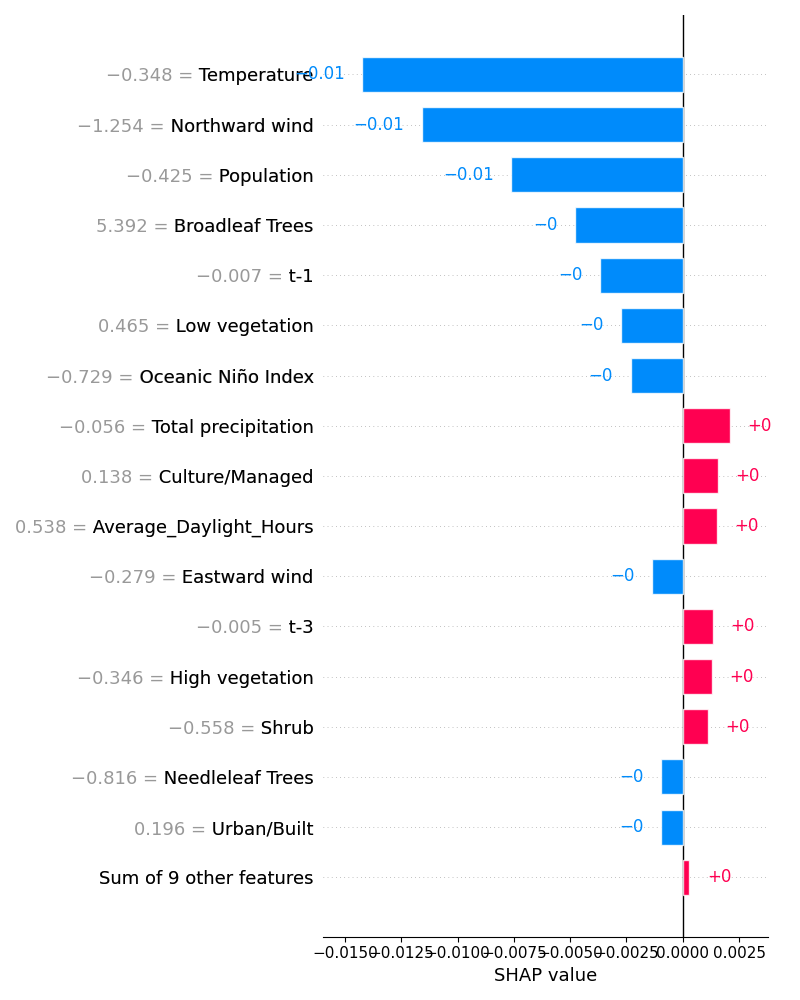 −0.348 = Temperature −0.01
−1.254 = Northward wind −0.01
−0.425 = Population −0.01
5.392 = Broadleaf Trees −0
−0.007 = t-1 −0
0.465 = Low vegetation −0
−0.729 = Oceanic Niño Index −0
−0.056 = Total precipitation +0
0.138 = Culture/Managed +0
0.538 = Average_Daylight_Hours +0
−0.279 = Eastward wind −0
−0.005 = t-3 +0
−0.346 = High vegetation +0
−0.558 = Shrub +0
−0.816 = Needleleaf Trees −0
0.196 = Urban/Built −0
Sum of 9 other features +0
−0.0150 −0.0125 −0.0100 −0.0075 −0.0050 −0.0025 0.0000 0.0025
SHAP value